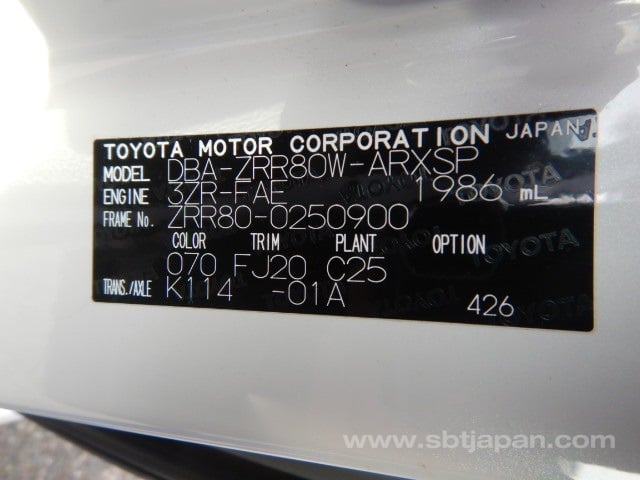 TOYOTA MOTOR CORPORATION JAPAN
MODEL DBA-ZRR80W-ARXSP
ENGINE 3ZR-FAE 1986 mL
FRAME No. ZRR80-0250900
COLOR TRIM PLANT OPTION
070 FJ20 C25
TRANS./AXLE K114 -01A
426
TOYOTA
www.sbtjapan.com